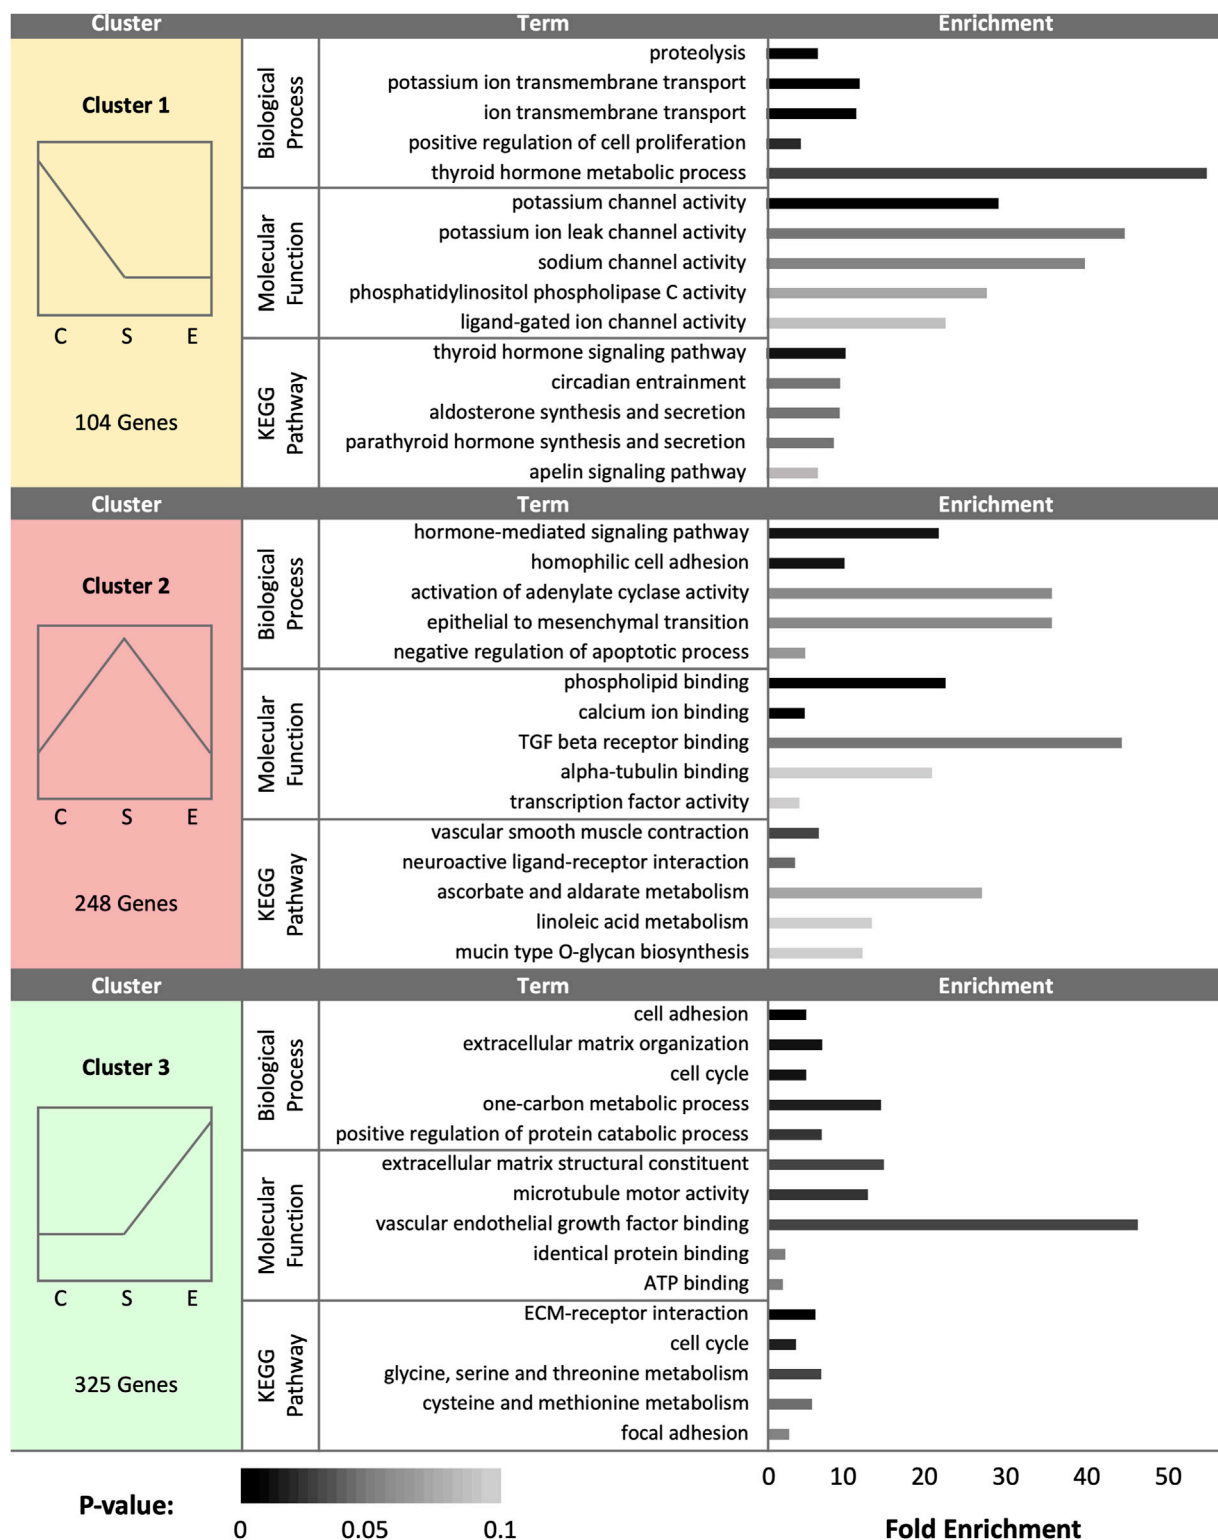 Cluster Term Enrichment
Cluster 1
C S E
104 Genes
Biological
Process
proteolysis
potassium ion transmembrane transport
ion transmembrane transport
positive regulation of cell proliferation
thyroid hormone metabolic process
Molecular
Function
potassium channel activity
potassium ion leak channel activity
sodium channel activity
phosphatidylinositol phospholipase C activity
ligand-gated ion channel activity
KEGG
Pathway
thyroid hormone signaling pathway
circadian entrainment
aldosterone synthesis and secretion
parathyroid hormone synthesis and secretion
apelin signaling pathway
Cluster Term Enrichment
Cluster 2
C S E
248 Genes
Biological
Process
hormone-mediated signaling pathway
homophilic cell adhesion
activation of adenylate cyclase activity
epithelial to mesenchymal transition
negative regulation of apoptotic process
Molecular
Function
phospholipid binding
calcium ion binding
TGF beta receptor binding
alpha-tubulin binding
transcription factor activity
KEGG
Pathway
vascular smooth muscle contraction
neuroactive ligand-receptor interaction
ascorbate and aldarate metabolism
linoleic acid metabolism
mucin type O-glycan biosynthesis
Cluster Term Enrichment
Cluster 3
C S E
325 Genes
Biological
Process
cell adhesion
extracellular matrix organization
cell cycle
one-carbon metabolic process
positive regulation of protein catabolic process
Molecular
Function
extracellular matrix structural constituent
microtubule motor activity
vascular endothelial growth factor binding
identical protein binding
ATP binding
KEGG
Pathway
ECM-receptor interaction
cell cycle
glycine, serine and threonine metabolism
cysteine and methionine metabolism
focal adhesion
P-value:
0 0.05 0.1
0 10 20 30 40 50
Fold Enrichment